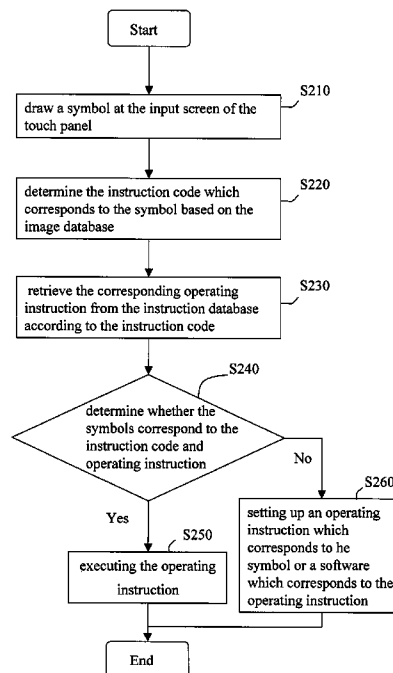 Start
S210
draw a symbol at the input screen of the
touch panel
S220
determine the instruction code which
corresponds to the symbol based on the
image database
S230
retrieve the corresponding operating
instruction from the instruction database
according to the instruction code
S240
determine whether the
symbols correspond to the
instruction code and
operating instruction
No
S260
Yes
setting up an operating
instruction which
corresponds to he
symbol or a software
which corresponds to the
operating instruction
S250
executing the operating
instruction
End